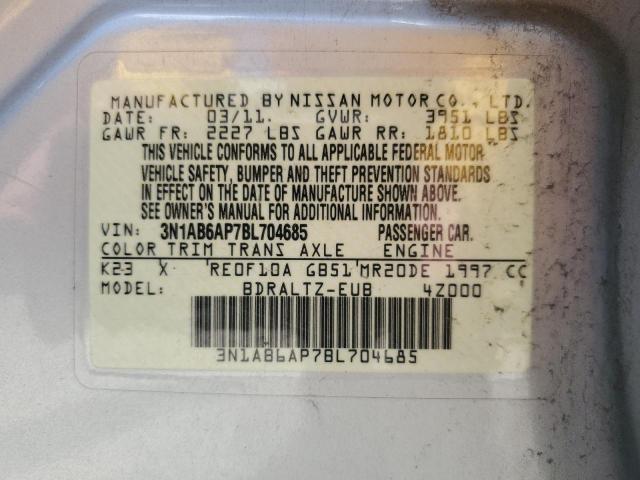 MANUFACTURED BY NISSAN MOTOR CO., LTD.
DATE: 03/11. GVWR: 3951 LBS
GAWR FR: 2227 LBS GAWR RR: 1810 LBS
THIS VEHICLE CONFORMS TO ALL APPLICABLE FEDERAL MOTOR
VEHICLE SAFETY, BUMPER AND THEFT PREVENTION STANDARDS
IN EFFECT ON THE DATE OF MANUFACTURE SHOWN ABOVE.
SEE OWNER'S MANUAL FOR ADDITIONAL INFORMATION.
VIN: 3N1AB6AP7BL704685 PASSENGER CAR.
COLOR TRIM TRANS AXLE ENGINE
K23 X 'RE0F10A GB51'MR20DE 1997 CC
MODEL: BDRALTZ-EUB 4Z000
3N1AB6AP7BL704685